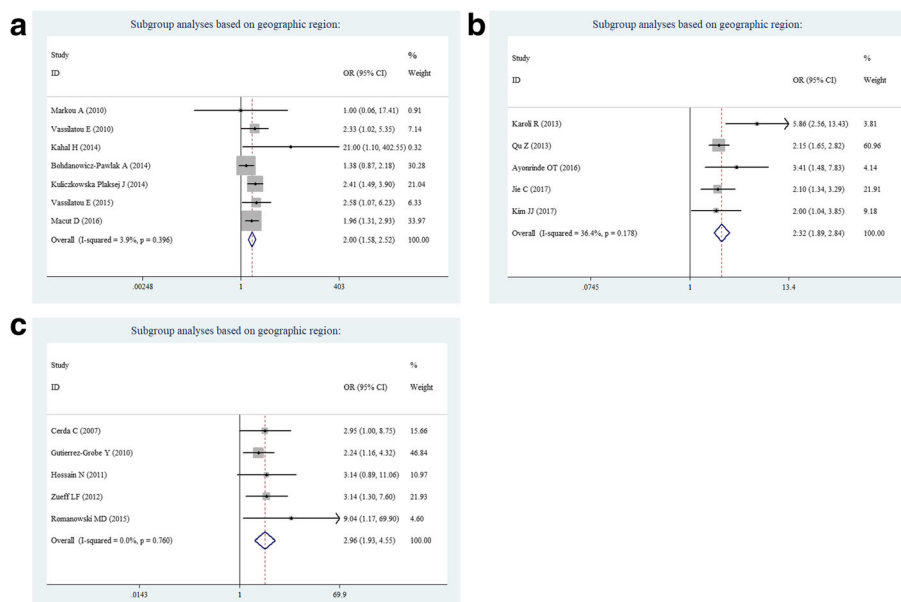 a
Subgroup analyses based on geographic region:
Study %
ID OR (95% CI) Weight
Markou A (2010) 1.00 (0.06, 17.41) 0.91
Vassilatou E (2010) 2.33 (1.02, 5.35) 7.14
Kahal H (2014) 21.00 (1.10, 402.55) 0.32
Bohdanowicz-Pawlak A (2014) 1.38 (0.87, 2.18) 30.28
Kuliczkowska Plaksej J (2014) 2.41 (1.49, 3.90) 21.04
Vassilatou E (2015) 2.58 (1.07, 6.23) 6.33
Macut D (2016) 1.96 (1.31, 2.93) 33.97
Overall (I-squared = 3.9%, p = 0.396) 2.00 (1.58, 2.52) 100.00
.00248 1 403
b
Subgroup analyses based on geographic region:
Study %
ID OR (95% CI) Weight
Karoli R (2013) 5.86 (2.56, 13.43) 3.81
Qu Z (2013) 2.15 (1.65, 2.82) 60.96
Ayonrinde OT (2016) 3.41 (1.48, 7.83) 4.14
Jie C (2017) 2.10 (1.34, 3.29) 21.91
Kim JJ (2017) 2.00 (1.04, 3.85) 9.18
Overall (I-squared = 36.4%, p = 0.178) 2.32 (1.89, 2.84) 100.00
.0745 1 13.4
c
Subgroup analyses based on geographic region:
Study %
ID OR (95% CI) Weight
Cerda C (2007) 2.95 (1.00, 8.75) 15.66
Gutierrez-Grobe Y (2010) 2.24 (1.16, 4.32) 46.84
Hossain N (2011) 3.14 (0.89, 11.06) 10.97
Zueff LF (2012) 3.14 (1.30, 7.60) 21.93
Romanowski MD (2015) 9.04 (1.17, 69.90) 4.60
Overall (I-squared = 0.0%, p = 0.760) 2.96 (1.93, 4.55) 100.00
.0143 1 69.9